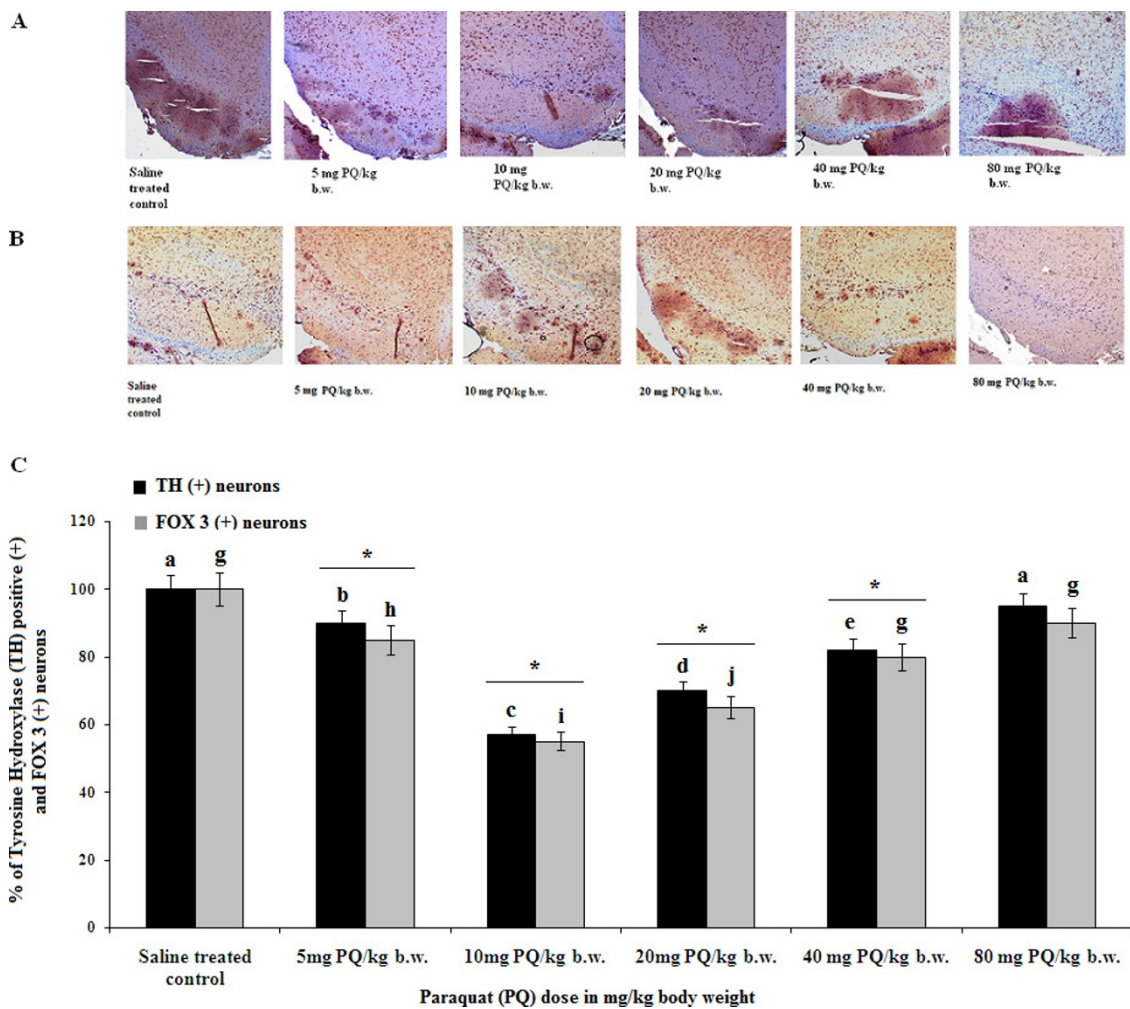 A
Saline
treated
control
5 mg PQ/kg
b.w.
10 mg
PQ/kg b.w.
20 mg PQ/kg
b.w.
40 mg PQ/kg
b.w.
80 mg PQ/kg
b.w.
B
Saline
treated
control
5 mg PQ/kg b.w.
10 mg PQ/kg b.w.
20 mg PQ/kg b.w.
40 mg PQ/kg b.w.
80 mg PQ/kg b.w.
C
TH (+) neurons
FOX 3 (+) neurons
% of Tyrosine Hydroxylase (TH) positive (+)
and FOX 3 (+) neurons
120
100
80
60
40
20
0
a g
* b h
* c i
* d j
* e g
a g
Saline treated
control
5mg PQ/kg b.w.
10mg PQ/kg b.w.
20mg PQ/kg b.w.
40 mg PQ/kg b.w.
80 mg PQ/kg b.w.
Paraquat (PQ) dose in mg/kg body weight